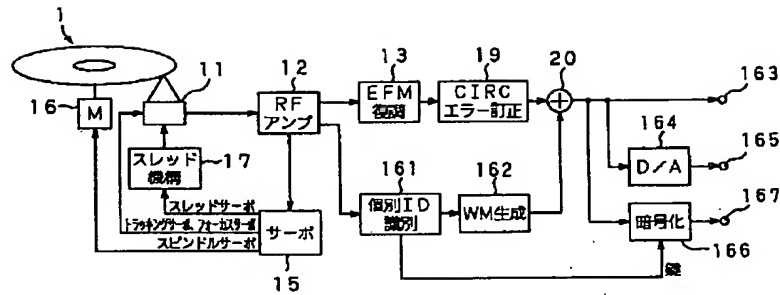 1
11
12
13
19
20
163
16
M
RF
アンプ
EFM
復調
CIRC
エラー訂正
164
D/A
165
スレッド
機構
17
161
162
個別ID
識別
WM生成
167
暗号化
166
スレッドサーボ
トラッキングサーボ、フォーカスサーボ
スピンドルサーボ
サーボ
15
鍵